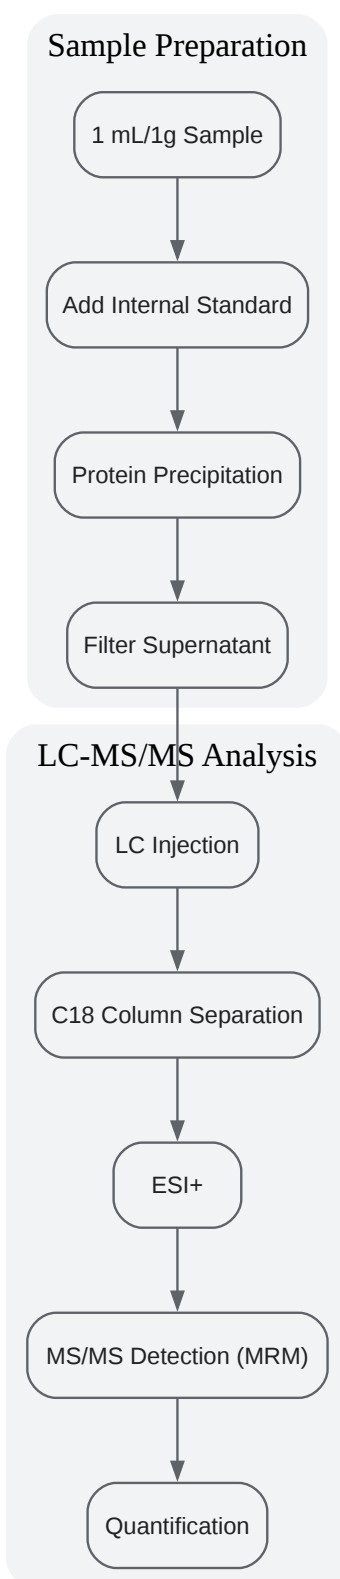 Sample Preparation
1 mL/1g Sample
Add Internal Standard
Protein Precipitation
Filter Supernatant
LC-MS/MS Analysis
LC Injection
C18 Column Separation
ESI+
MS/MS Detection (MRM)
Quantification